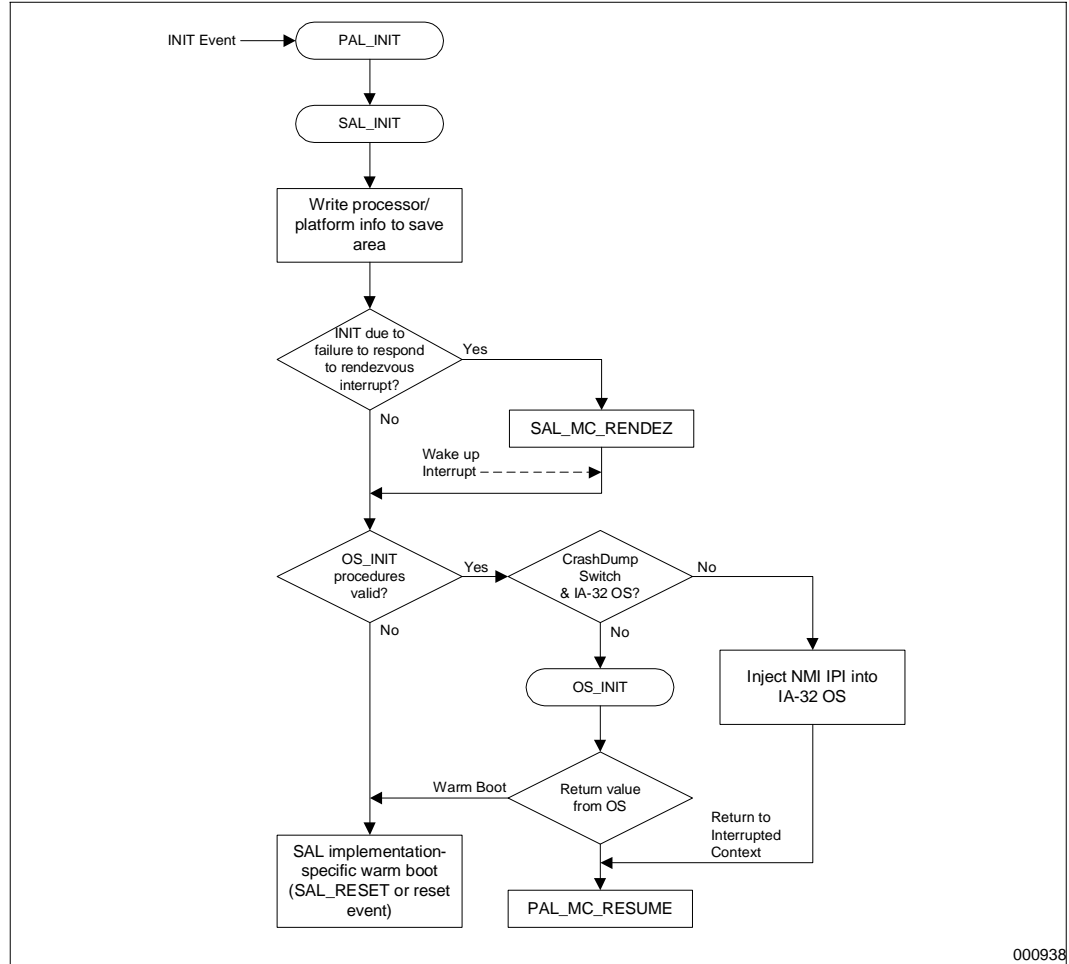 INIT Event
PAL_INIT
SAL_INIT
Write processor/
platform info to save
area
INIT due to
failure to respond
to rendezvous
interrupt?
Yes
No
SAL_MC_RENDEZ
Wake up
Interrupt
OS_INIT
procedures
valid?
Yes
CrashDump
Switch
& IA-32 OS?
No
No
No
Inject NMI IPI into
IA-32 OS
OS_INIT
Warm Boot
Return value
from OS
Return to
Interrupted
Context
SAL implementation-
specific warm boot
(SAL_RESET or reset
event)
PAL_MC_RESUME
000938